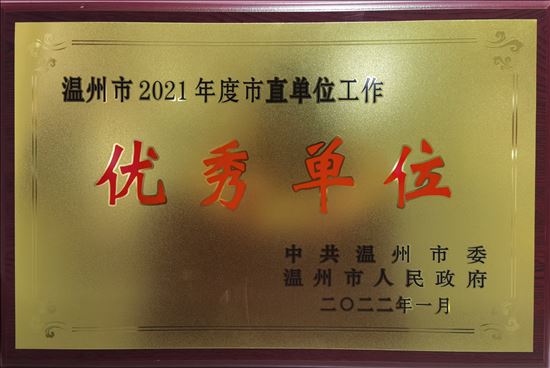 温州市2021年度市直单位工作
优秀单位
中共温州市委
温州市人民政府
二〇二二年一月